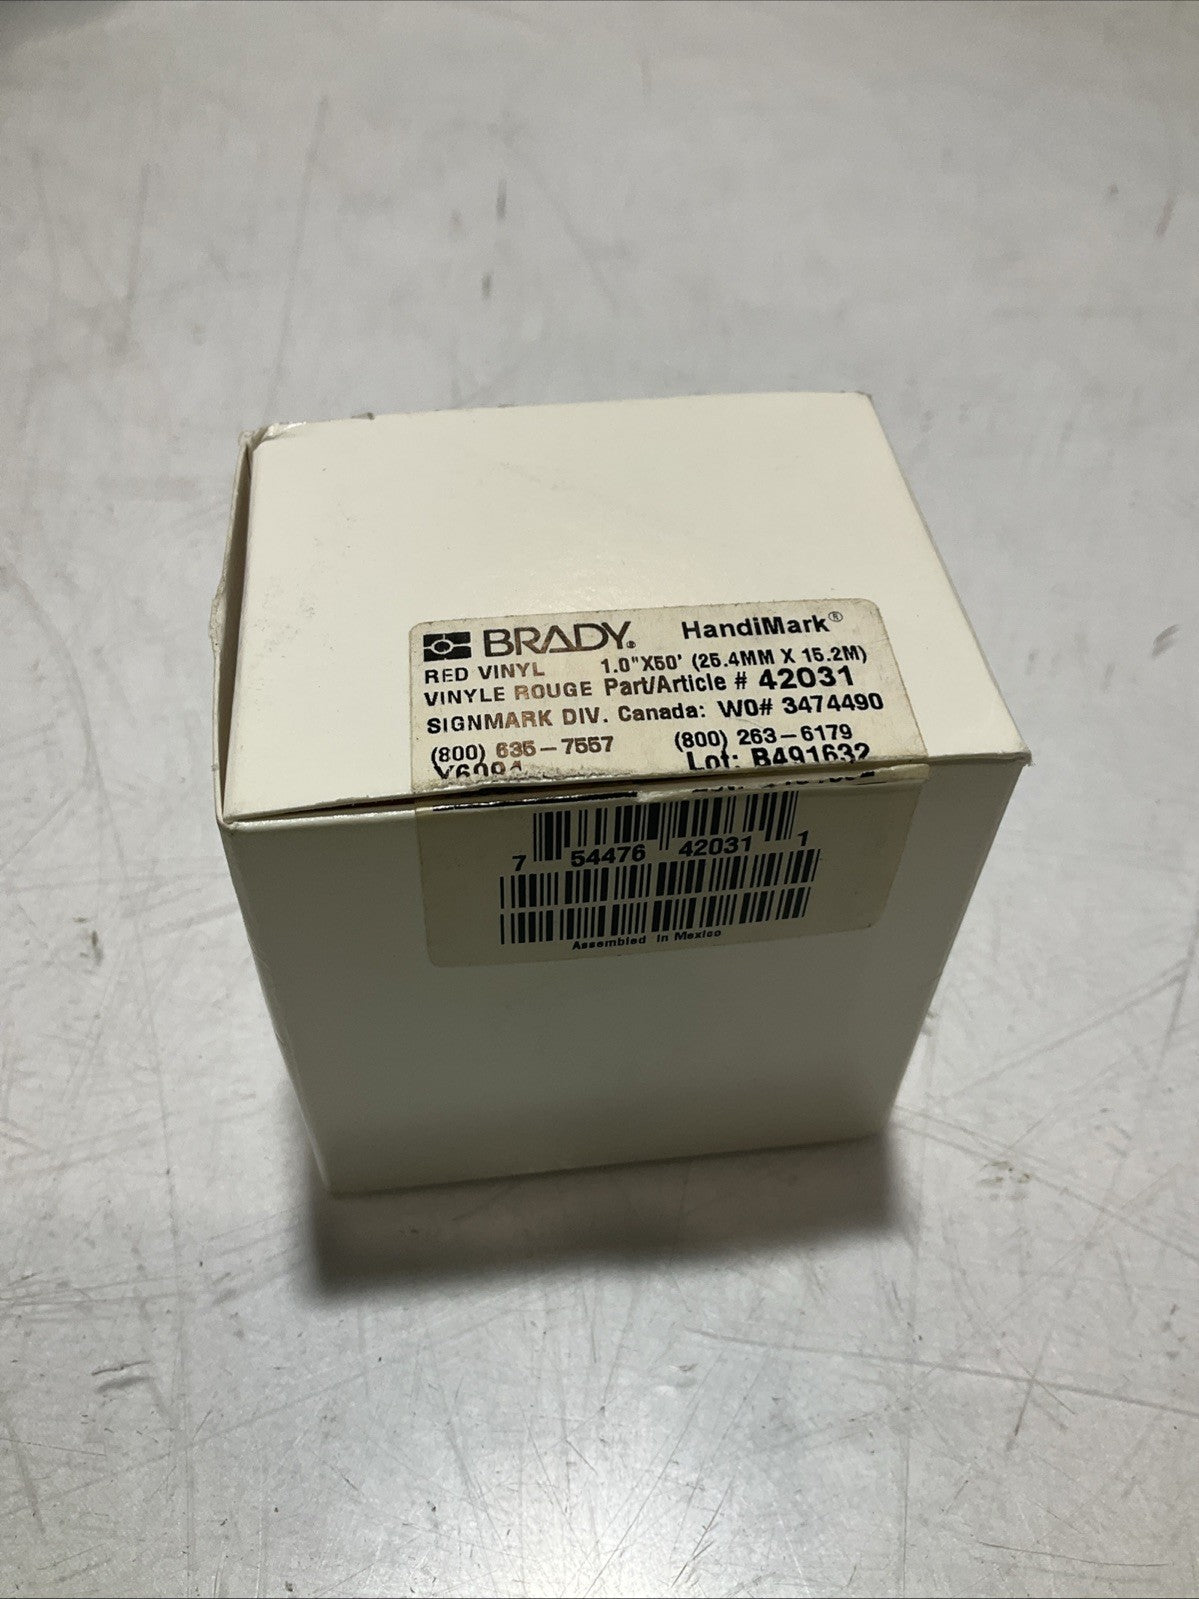 BRADY. HandiMark®
RED VINYL 1.0"X50' (25.4MM X 15.2M)
VINYLE ROUGE Part/Article # 42031
SIGNMARK DIV. Canada: WO# 3474490
(800) 635-7557 (800) 263-6179
Lot: B491632
7 54476 42031 1
Assembled in Mexico